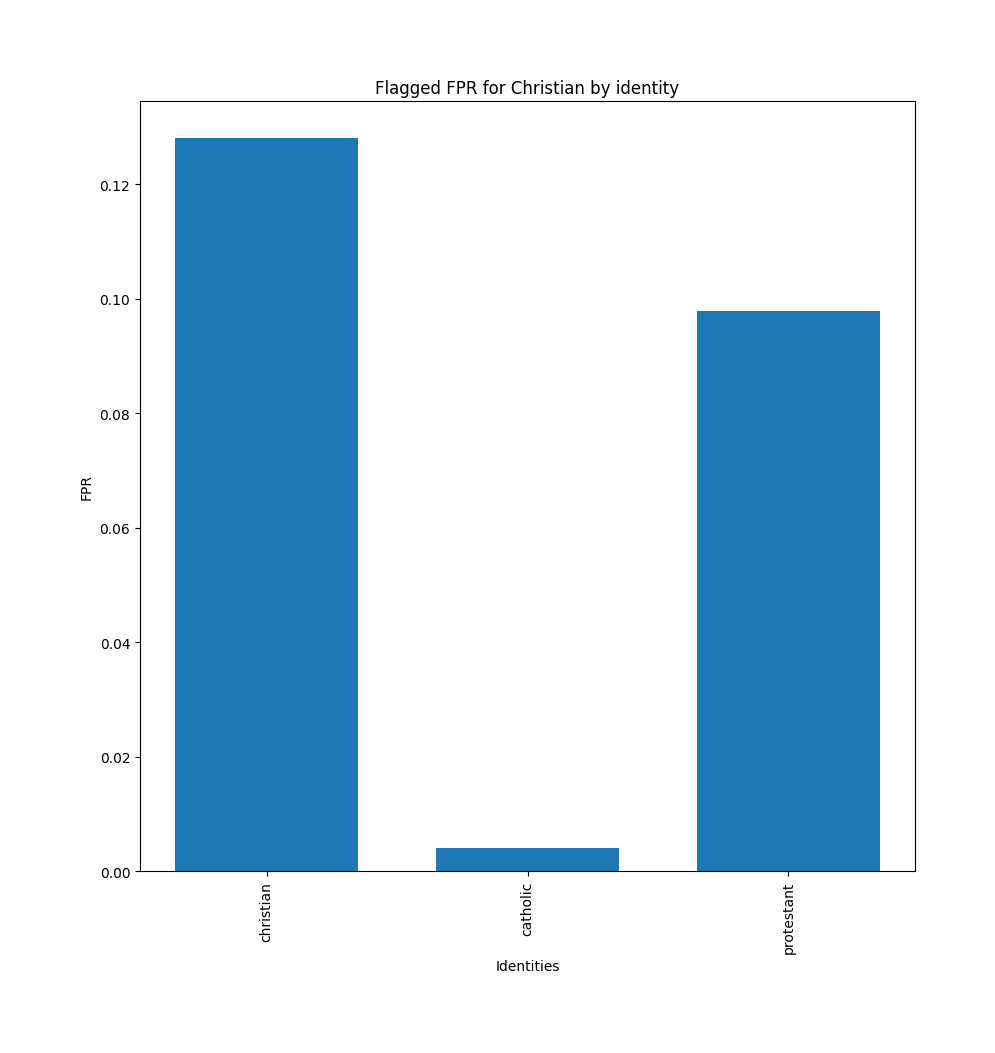 Flagged FPR for Christian by identity
0.12
0.10
0.08
FPR
0.06
0.04
0.02
0.00
christian
catholic
protestant
Identities